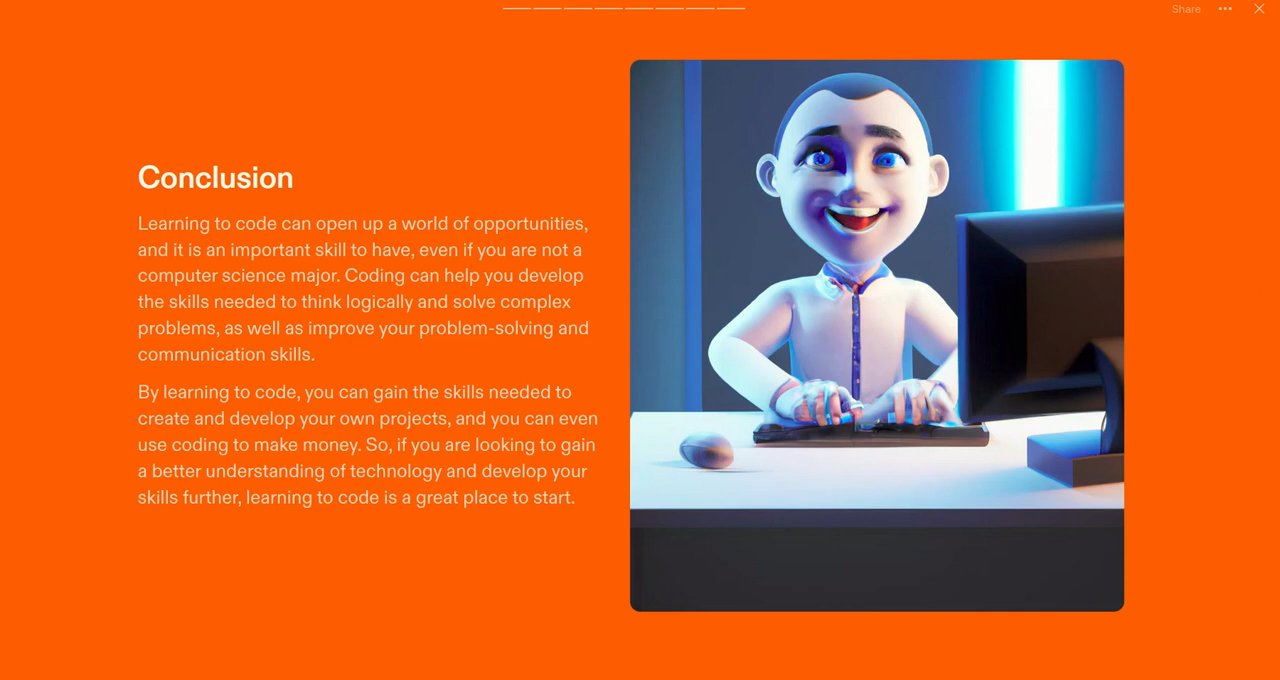 Share
Conclusion
Learning to code can open up a world of opportunities,
and it is an important skill to have, even if you are not a
computer science major. Coding can help you develop
the skills needed to think logically and solve complex
problems, as well as improve your problem-solving and
communication skills.
By learning to code, you can gain the skills needed to
create and develop your own projects, and you can even
use coding to make money. So, if you are looking to gain
a better understanding of technology and develop your
skills further, learning to code is a great place to start.